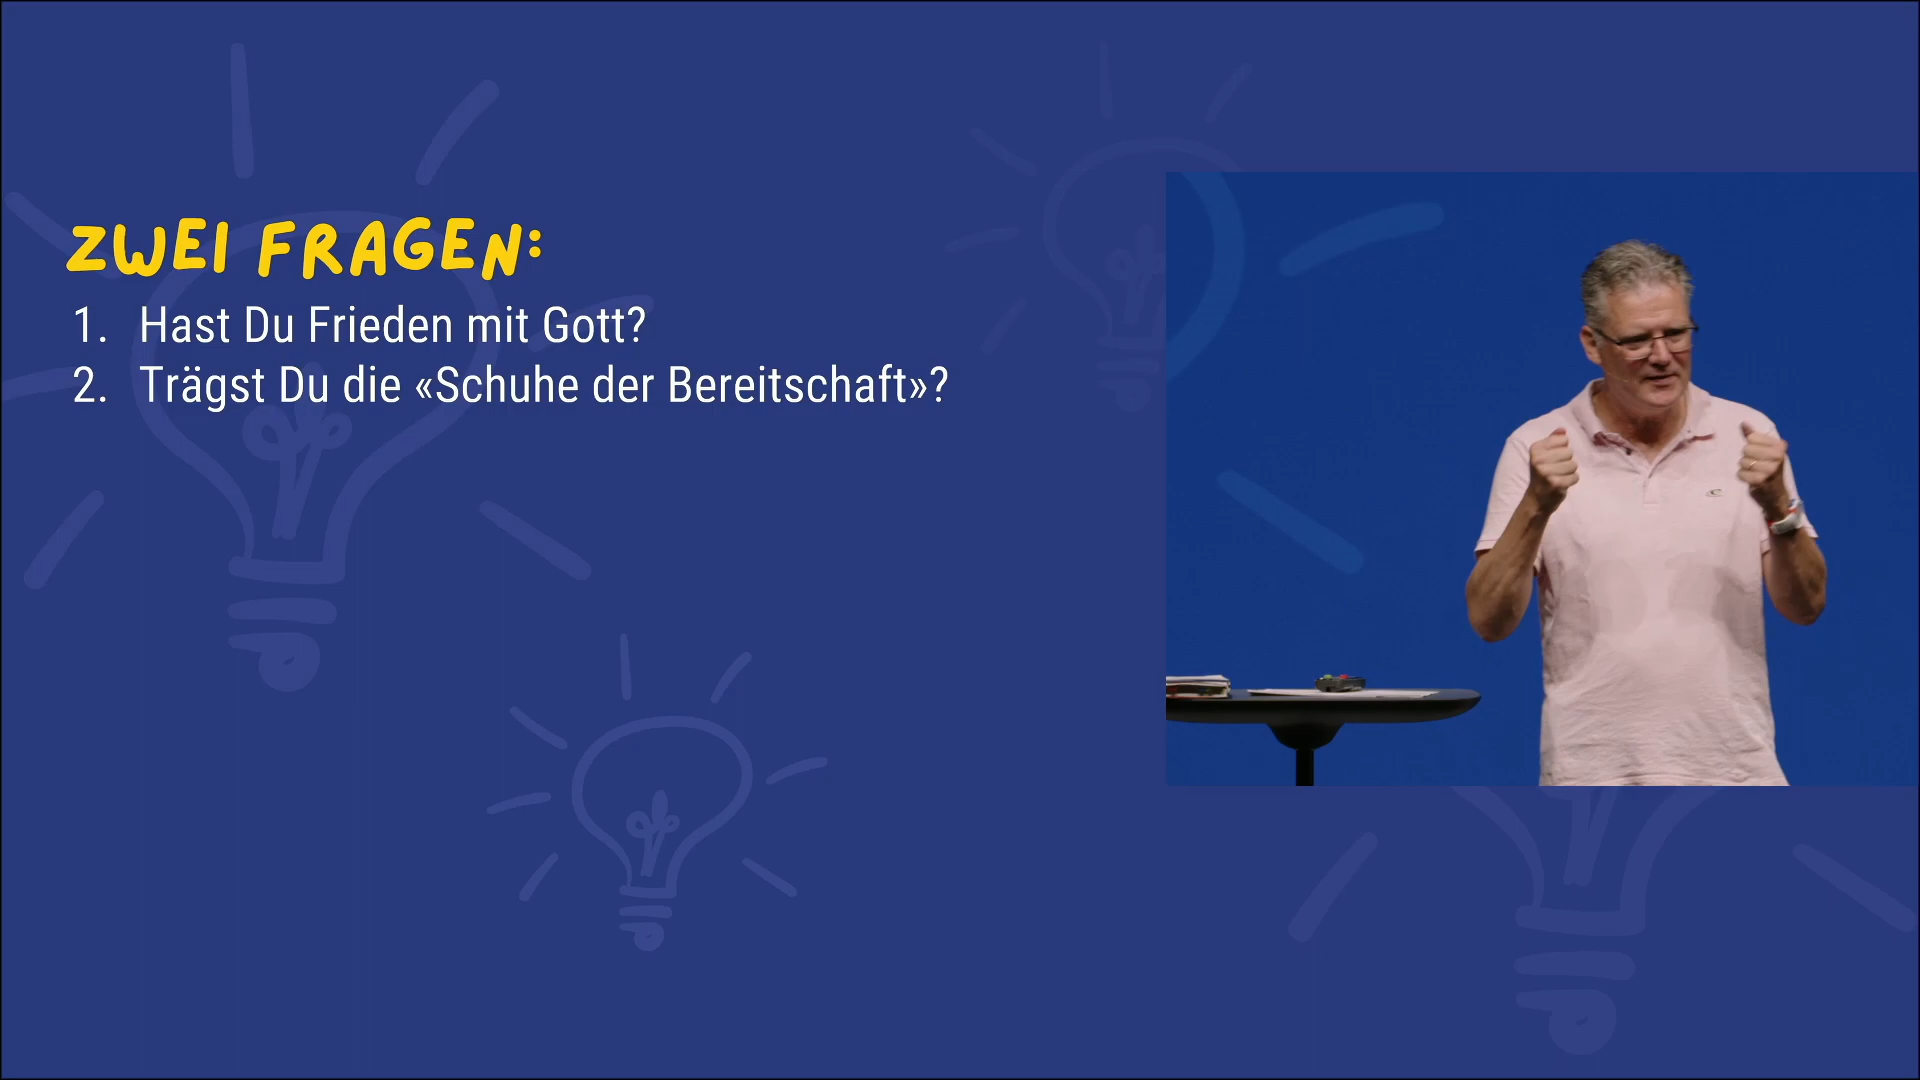 ZWEI FRAGEN:
1. Hast Du Frieden mit Gott?
2. Trägst Du die «Schuhe der Bereitschaft»?